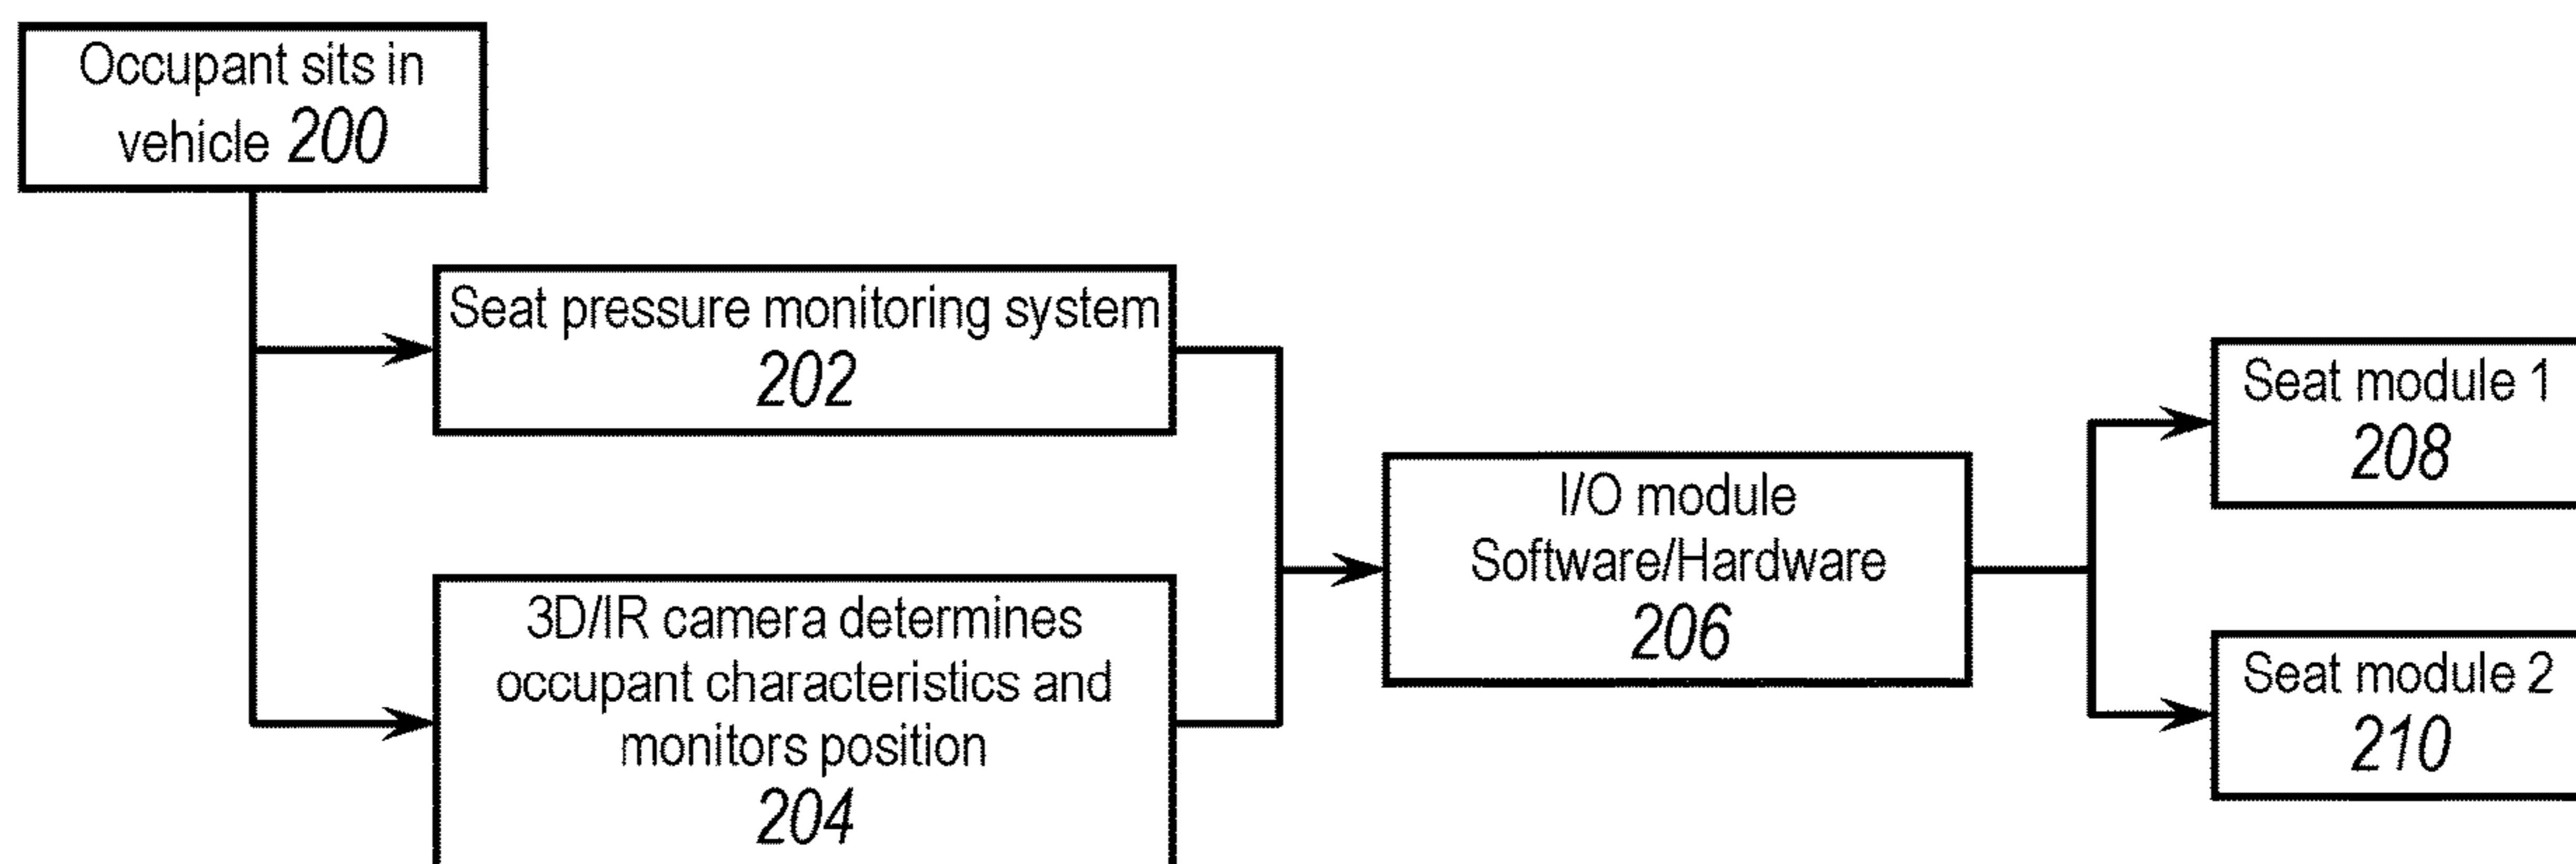 Occupant sits in
vehicle 200
Seat pressure monitoring system
202
3D/IR camera determines
occupant characteristics and
monitors position
204
I/O module
Software/Hardware
206
Seat module 1
208
Seat module 2
210